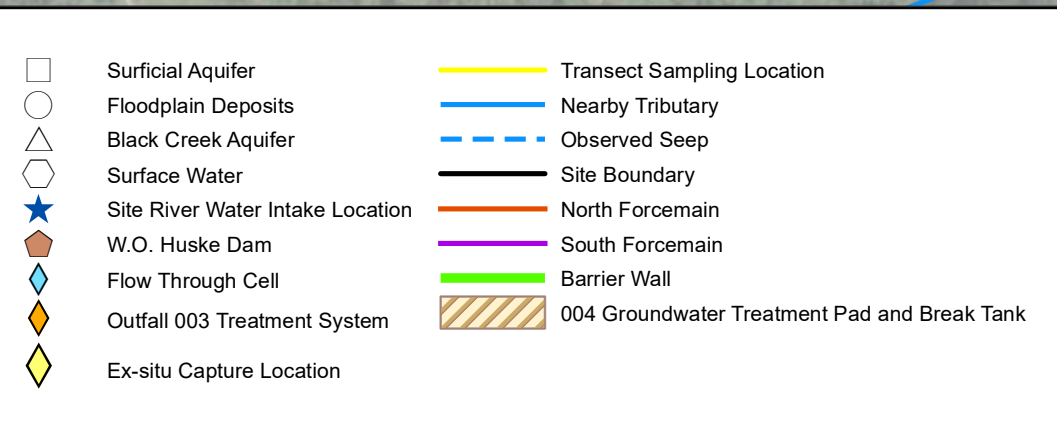 Surficial Aquifer
Floodplain Deposits
Black Creek Aquifer
Surface Water
Site River Water Intake Location
W.O. Huske Dam
Flow Through Cell
Outfall 003 Treatment System
Ex-situ Capture Location
Transect Sampling Location
Nearby Tributary
Observed Seep
Site Boundary
North Forcemain
South Forcemain
Barrier Wall
004 Groundwater Treatment Pad and Break Tank